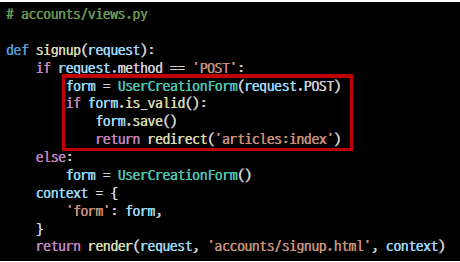 # accounts/views.py
def signup(request):
    if request.method == 'POST':
        form = UserCreationForm(request.POST)
        if form.is_valid():
            form.save()
            return redirect('articles:index')
    else:
        form = UserCreationForm()
    context = {
        'form': form,
    }
    return render(request, 'accounts/signup.html', context)